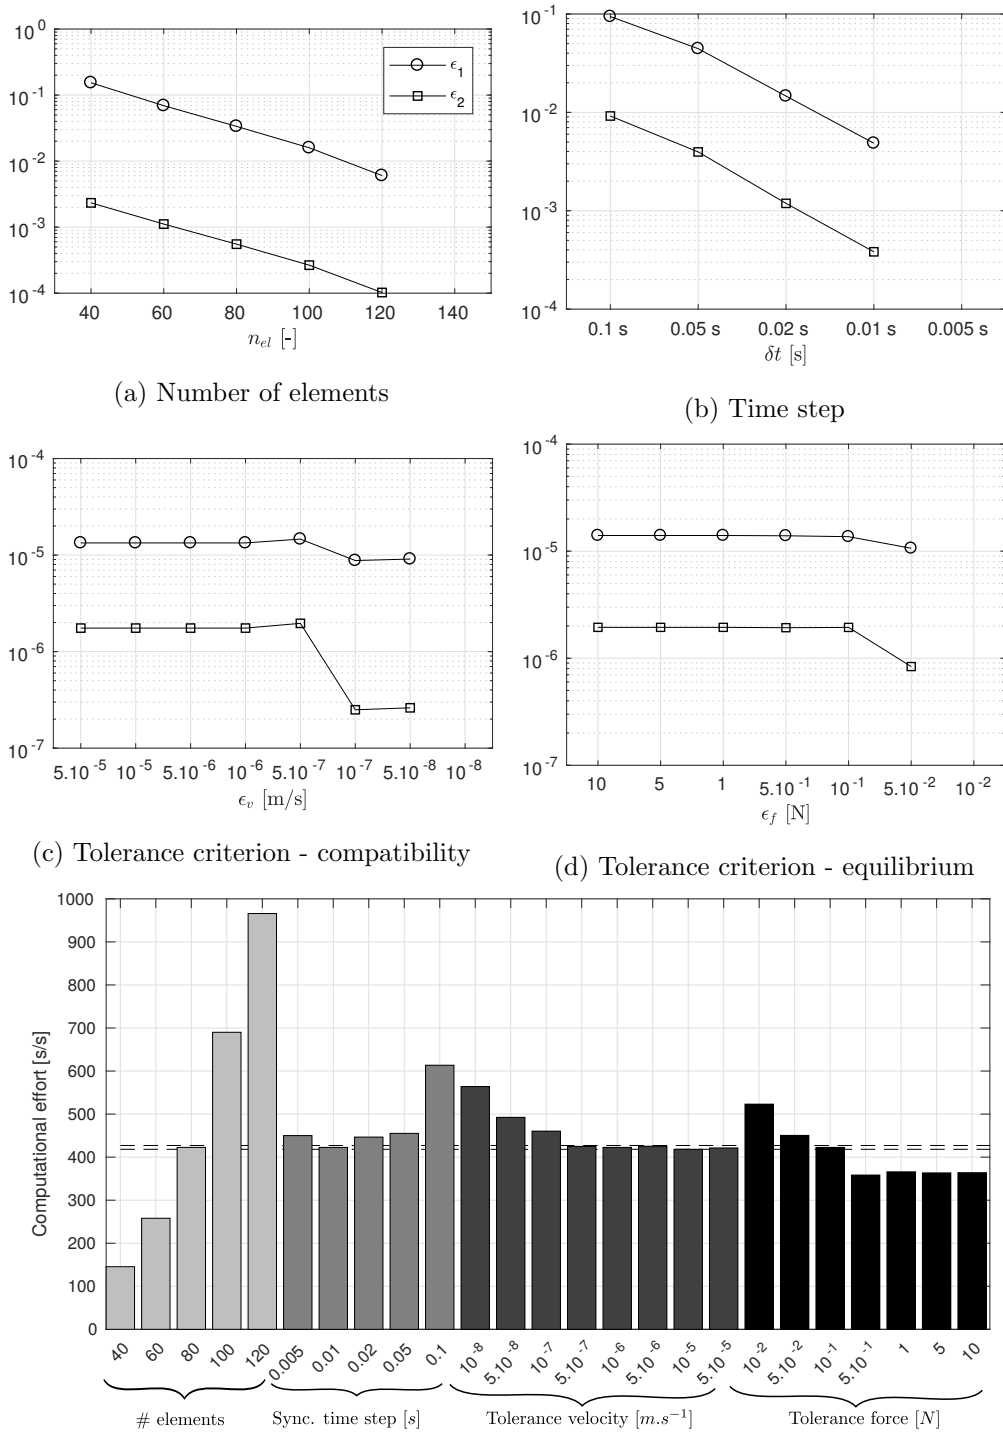 10^0
10^-1
10^-2
10^-3
10^-4
ϵ_1
ϵ_2
40 60 80 100 120 140
n_el [-]
(a) Number of elements
10^-1
10^-2
10^-3
10^-4
0.1 s 0.05 s 0.02 s 0.01 s 0.005 s
δt [s]
(b) Time step
10^-4
10^-5
10^-6
10^-7
5.10^-5 10^-5 5.10^-6 10^-6 5.10^-7 10^-7 5.10^-8 10^-8
ϵ_v [m/s]
(c) Tolerance criterion - compatibility
10^-4
10^-5
10^-6
10^-7
10 5 1 5.10^-1 10^-1 5.10^-2 10^-2
ϵ_f [N]
(d) Tolerance criterion - equilibrium
Computational effort [s/s]
1000
900
800
700
600
500
400
300
200
100
0
40 60 80 100 120 0.005 0.01 0.02 0.05 0.1 10^-8 5.10^-8 10^-7 5.10^-7 10^-6 5.10^-6 10^-5 5.10^-5 10^-2 5.10^-2 10^-1 5.10^-1 1 5 10
# elements Sync. time step [s] Tolerance velocity [m.s^-1] Tolerance force [N]